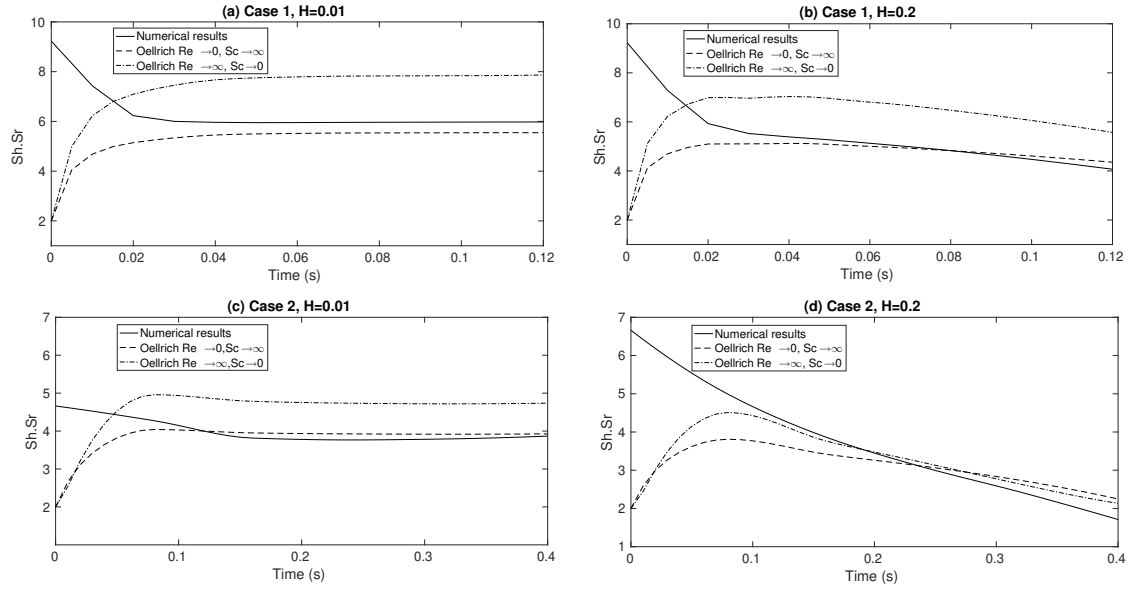 (a) Case 1, H=0.01
10
8
6
4
2
Sh.Sr
Numerical results
Oellrich Re →0, Sc →∞
Oellrich Re →∞, Sc→0
0 0.02 0.04 0.06 0.08 0.1 0.12
Time (s)
(b) Case 1, H=0.2
10
8
6
4
2
Sh.Sr
Numerical results
Oellrich Re →0, Sc →∞
Oellrich Re →∞, Sc→0
0 0.02 0.04 0.06 0.08 0.1 0.12
Time (s)
(c) Case 2, H=0.01
7
6
5
4
3
2
1
Sh.Sr
Numerical results
Oellrich Re →0,Sc →∞
Oellrich Re →∞,Sc→0
0 0.1 0.2 0.3 0.4
Time (s)
(d) Case 2, H=0.2
7
6
5
4
3
2
1
Sh.Sr
Numerical results
Oellrich Re →0, Sc →∞
Oellrich Re →∞, Sc→0
0 0.1 0.2 0.3 0.4
Time (s)